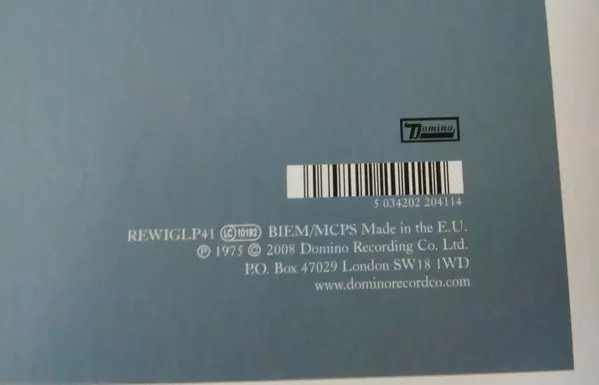 Domino
5 034202 204114
REWIGLP41 LC 10192 BIEM/MCPS Made in the E.U.
℗ 1975 © 2008 Domino Recording Co. Ltd.
P.O. Box 47029 London SW18 1WD
www.dominorecordco.com